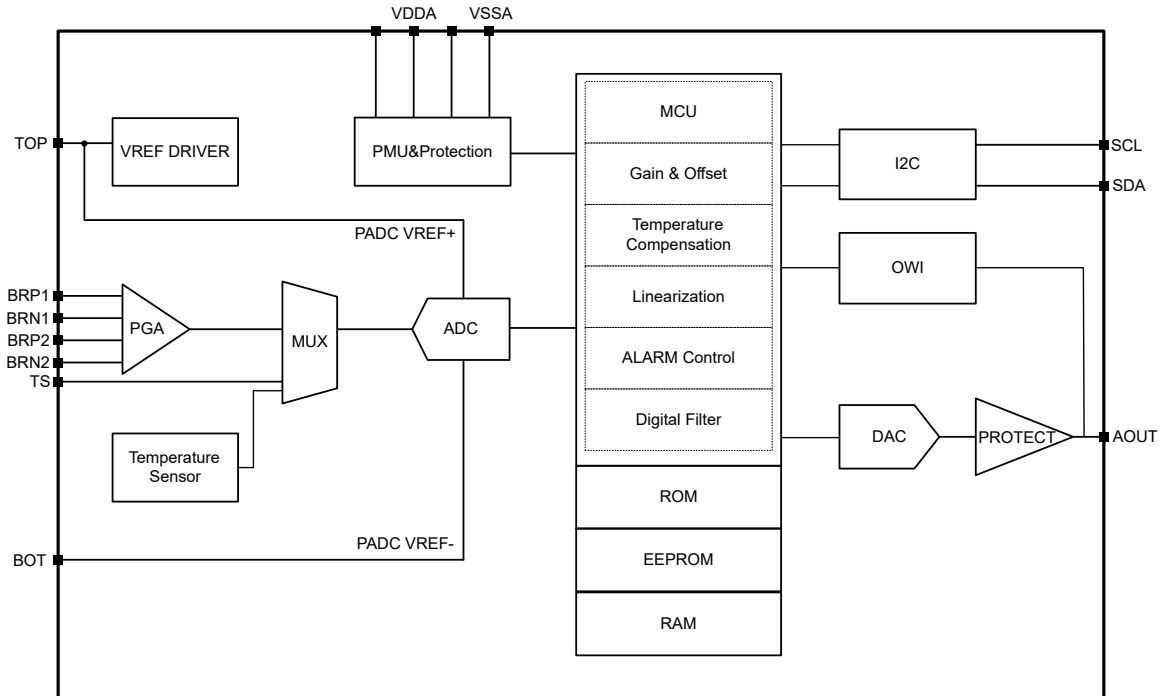 VDDA
VSSA
TOP
VREF DRIVER
PMU&Protection
PADC VREF+
BRP1
BRN1
BRP2
BRN2
TS
PGA
MUX
ADC
Temperature
Sensor
PADC VREF-
BOT
MCU
Gain & Offset
Temperature
Compensation
Linearization
ALARM Control
Digital Filter
ROM
EEPROM
RAM
I2C
SCL
SDA
OWI
DAC
PROTECT
AOUT